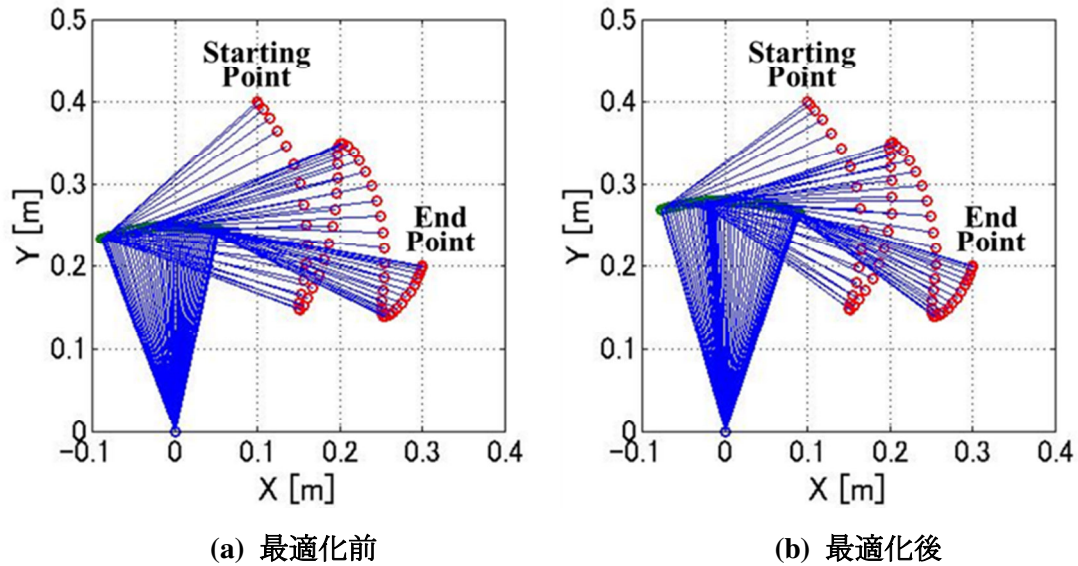 0.5
Starting
Point
0.4
0.3
End
Point
Y [m]
0.2
0.1
0
-0.1 0 0.1 0.2 0.3 0.4
X [m]
(a) 最適化前
0.5
Starting
Point
0.4
0.3
End
Point
Y [m]
0.2
0.1
0
-0.1 0 0.1 0.2 0.3 0.4
X [m]
(b) 最適化後